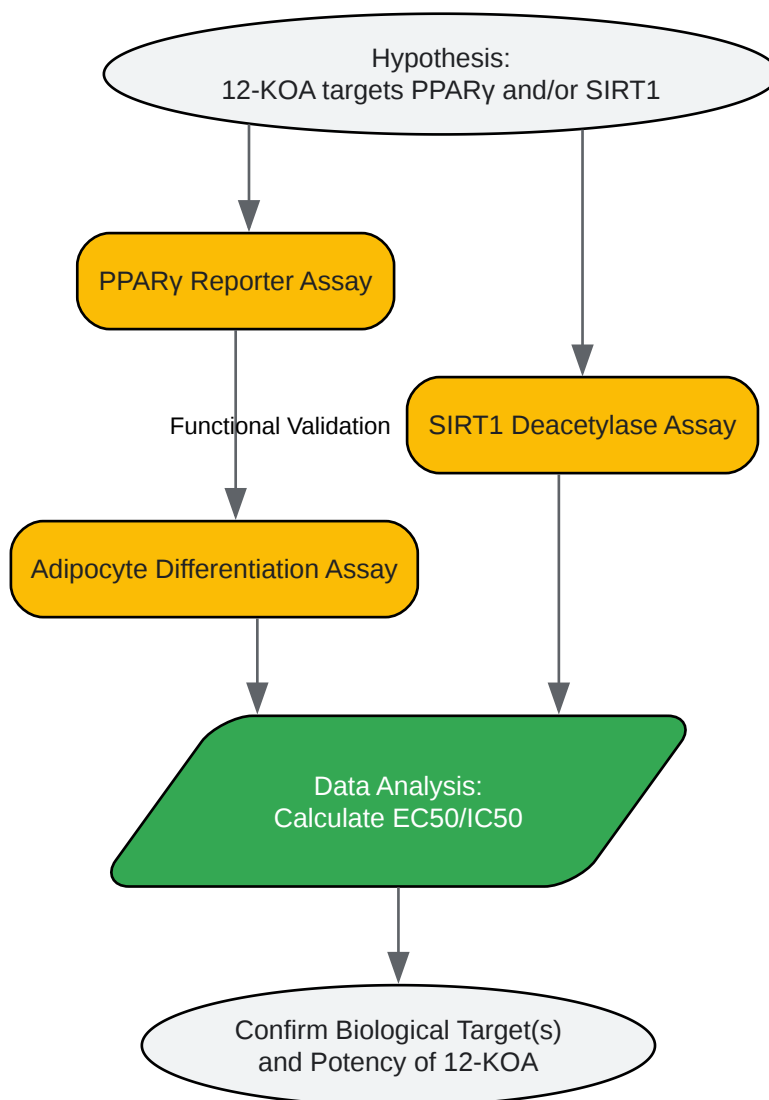 Hypothesis:
12-KOA targets PPARγ and/or SIRT1
PPARγ Reporter Assay
Functional Validation
SIRT1 Deacetylase Assay
Adipocyte Differentiation Assay
Data Analysis:
Calculate EC50/IC50
Confirm Biological Target(s)
and Potency of 12-KOA